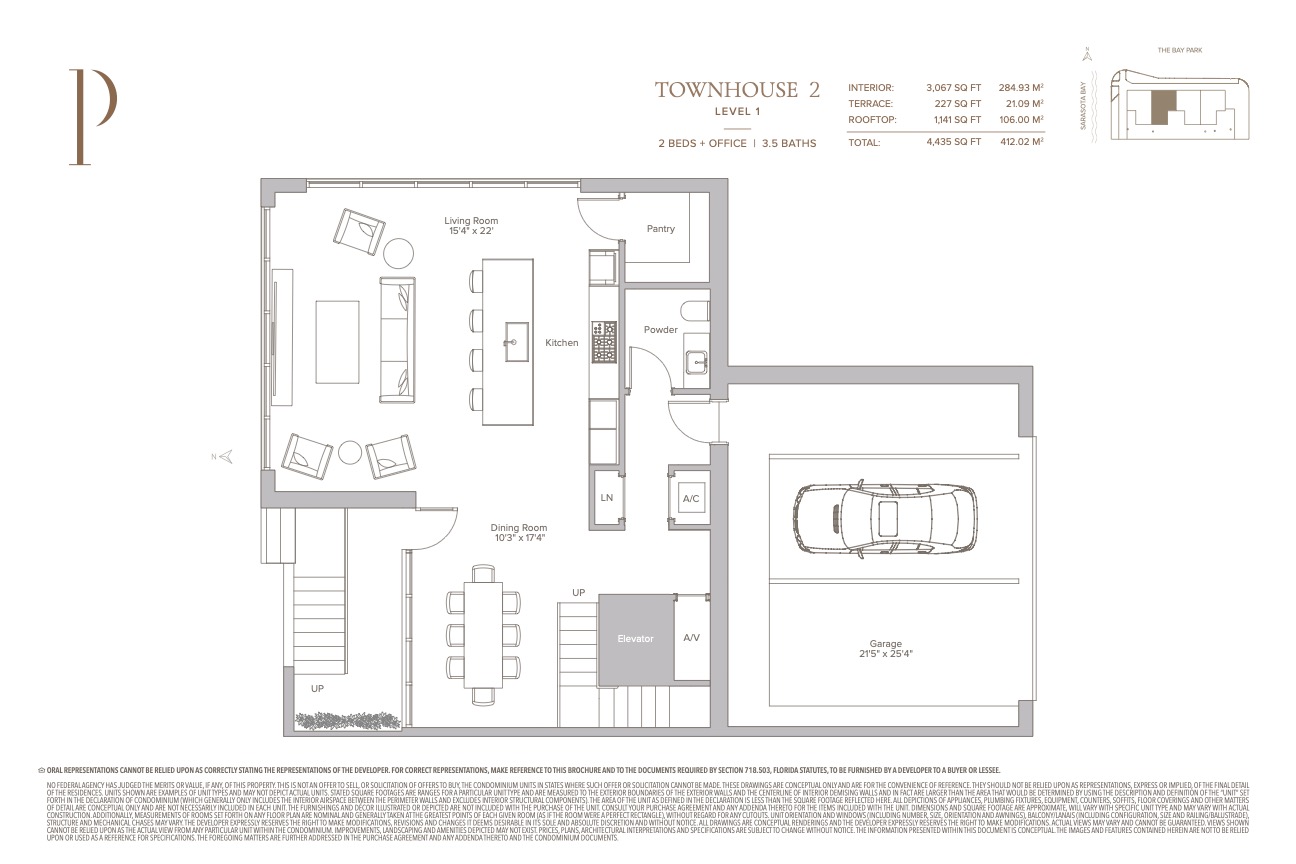 P
TOWNHOUSE 2
LEVEL 1
2 BEDS + OFFICE | 3.5 BATHS
INTERIOR: 3,067 SQ FT 284.93 M²
TERRACE: 227 SQ FT 21.09 M²
ROOFTOP: 1,141 SQ FT 106.00 M²
TOTAL: 4,435 SQ FT 412.02 M²
N
THE BAY PARK
SARASOTA BAY
Living Room
15'4" x 22'
Pantry
Powder
Kitchen
N
LN
A/C
Dining Room
10'3" x 17'4"
UP
Elevator
A/V
Garage
21'5" x 25'4"
UP
ORAL REPRESENTATIONS CANNOT BE RELIED UPON AS CORRECTLY STATING THE REPRESENTATIONS OF THE DEVELOPER. FOR CORRECT REPRESENTATIONS, MAKE REFERENCE TO THIS BROCHURE AND TO THE DOCUMENTS REQUIRED BY SECTION 718.503, FLORIDA STATUTES, TO BE FURNISHED BY A DEVELOPER TO A BUYER OR LESSEE.
NO FEDERAL AGENCY HAS JUDGED THE MERITS OR VALUE, IF ANY, OF THIS PROPERTY. THIS IS NOT AN OFFER TO SELL, OR SOLICITATION OF OFFERS TO BUY, THE CONDOMINIUM UNITS IN STATES WHERE SUCH OFFER OR SOLICITATION CANNOT BE MADE. THESE DRAWINGS ARE CONCEPTUAL ONLY AND ARE FOR THE CONVENIENCE OF REFERENCE. THEY SHOULD NOT BE RELIED UPON AS REPRESENTATIONS, EXPRESS OR IMPLIED, OF THE FINAL DETAIL
OF THE RESIDENCES. UNITS SHOWN ARE EXAMPLES OF UNIT TYPES AND MAY NOT DEPICT ACTUAL UNITS. STATED SQUARE FOOTAGES ARE RANGES FOR A PARTICULAR UNIT TYPE AND ARE MEASURED TO THE EXTERIOR BOUNDARIES OF THE EXTERIOR WALLS AND THE CENTERLINE OF INTERIOR DEMISING WALLS AND IN FACT ARE LARGER THAN THE AREA THAT WOULD BE DETERMINED BY USING THE DESCRIPTION AND DEFINITION OF THE "UNIT" SET
FORTH IN THE DECLARATION OF CONDOMINIUM (WHICH GENERALLY ONLY INCLUDES THE INTERIOR AIRSPACE BETWEEN THE PERIMETER WALLS AND EXCLUDES INTERIOR STRUCTURAL COMPONENTS). THE AREA OF THE UNIT AS DEFINED IN THE DECLARATION IS LESS THAN THE SQUARE FOOTAGE REFLECTED HERE. ALL DEPICTIONS OF APPLIANCES, PLUMBING FIXTURES, EQUIPMENT, COUNTERS, SOFFITS, FLOOR COVERINGS AND OTHER MATTERS
OF DETAIL ARE CONCEPTUAL ONLY AND ARE NOT NECESSARILY INCLUDED IN EACH UNIT. THE FURNISHINGS AND DÉCOR ILLUSTRATED OR DEPICTED ARE NOT INCLUDED WITH THE PURCHASE OF THE UNIT. CONSULT YOUR PURCHASE AGREEMENT AND ANY ADDENDA THERETO FOR THE ITEMS INCLUDED WITH THE UNIT. DIMENSIONS AND SQUARE FOOTAGE ARE APPROXIMATE, WILL VARY WITH SPECIFIC UNIT TYPE AND MAY VARY WITH ACTUAL
CONSTRUCTION. ADDITIONALLY, MEASUREMENTS OF ROOMS SET FORTH ON ANY FLOOR PLAN ARE NOMINAL AND GENERALLY TAKEN AT THE GREATEST POINTS OF EACH GIVEN ROOM (AS IF THE ROOM WERE A PERFECT RECTANGLE), WITHOUT REGARD FOR ANY CUTOUTS. UNIT ORIENTATION AND WINDOWS (INCLUDING NUMBER, SIZE, ORIENTATION AND AWNINGS), BALCONY/LANAIS (INCLUDING CONFIGURATION, SIZE AND RAILING/BALUSTRADE),
STRUCTURE AND MECHANICAL CHASES MAY VARY. THE DEVELOPER EXPRESSLY RESERVES THE RIGHT TO MAKE MODIFICATIONS, REVISIONS AND CHANGES IT DEEMS DESIRABLE IN ITS SOLE AND ABSOLUTE DISCRETION AND WITHOUT NOTICE. ALL DRAWINGS ARE CONCEPTUAL RENDERINGS AND THE DEVELOPER EXPRESSLY RESERVES THE RIGHT TO MAKE MODIFICATIONS. ACTUAL VIEWS MAY VARY AND CANNOT BE GUARANTEED. VIEWS SHOWN
CANNOT BE RELIED UPON AS THE ACTUAL VIEW FROM ANY PARTICULAR UNIT WITHIN THE CONDOMINIUM. IMPROVEMENTS, LANDSCAPING AND AMENITIES DEPICTED MAY NOT EXIST. PRICES, PLANS, ARCHITECTURAL INTERPRETATIONS AND SPECIFICATIONS ARE SUBJECT TO CHANGE WITHOUT NOTICE. THE INFORMATION PRESENTED WITHIN THIS DOCUMENT IS CONCEPTUAL. THE IMAGES AND FEATURES CONTAINED HEREIN ARE NOT TO BE RELIED
UPON OR USED AS A REFERENCE FOR SPECIFICATIONS. THE FOREGOING MATTERS ARE FURTHER ADDRESSED IN THE PURCHASE AGREEMENT AND ANY ADDENDA THERETO AND THE CONDOMINIUM DOCUMENTS.